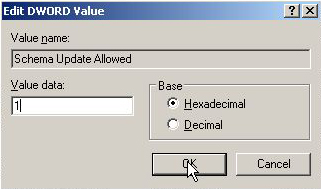 Edit DWORD Value
Value name:
Schema Update Allowed
Value data:
1
Base
Hexadecimal
Decimal
OK
Cancel